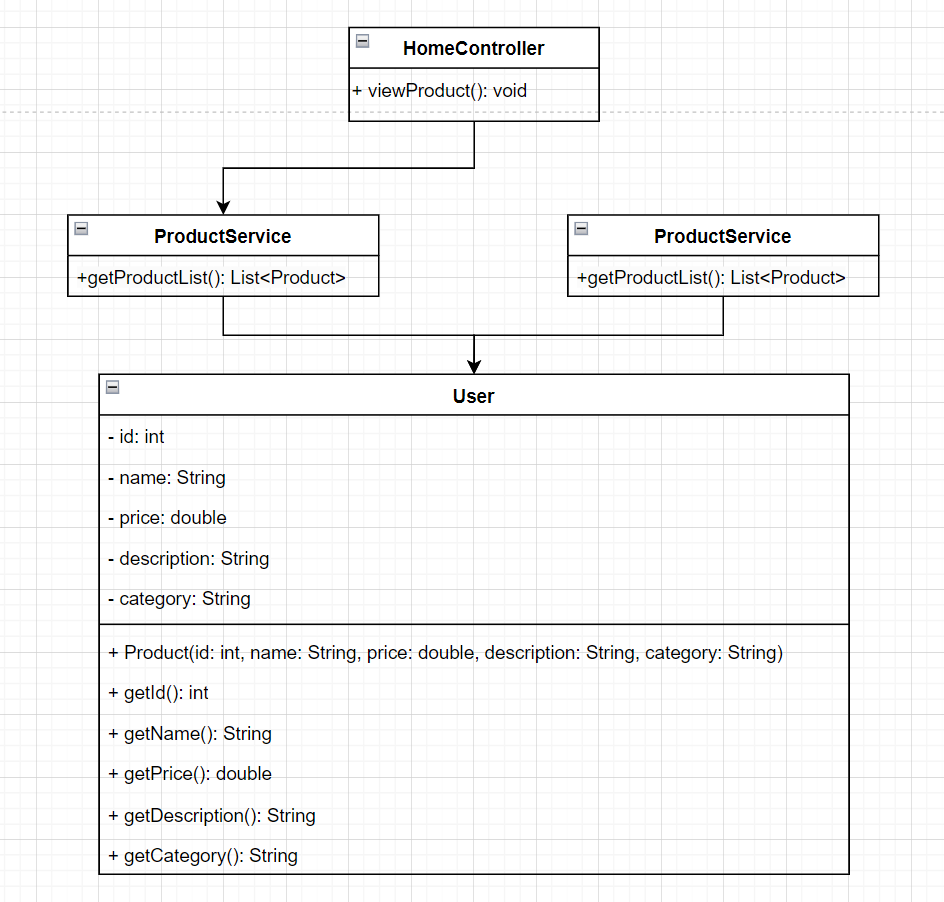 HomeController
+ viewProduct(): void
ProductService
+getProductList(): List<Product>
ProductService
+getProductList(): List<Product>
User
- id: int
- name: String
- price: double
- description: String
- category: String
+ Product(id: int, name: String, price: double, description: String, category: String)
+ getId(): int
+ getName(): String
+ getPrice(): double
+ getDescription(): String
+ getCategory(): String